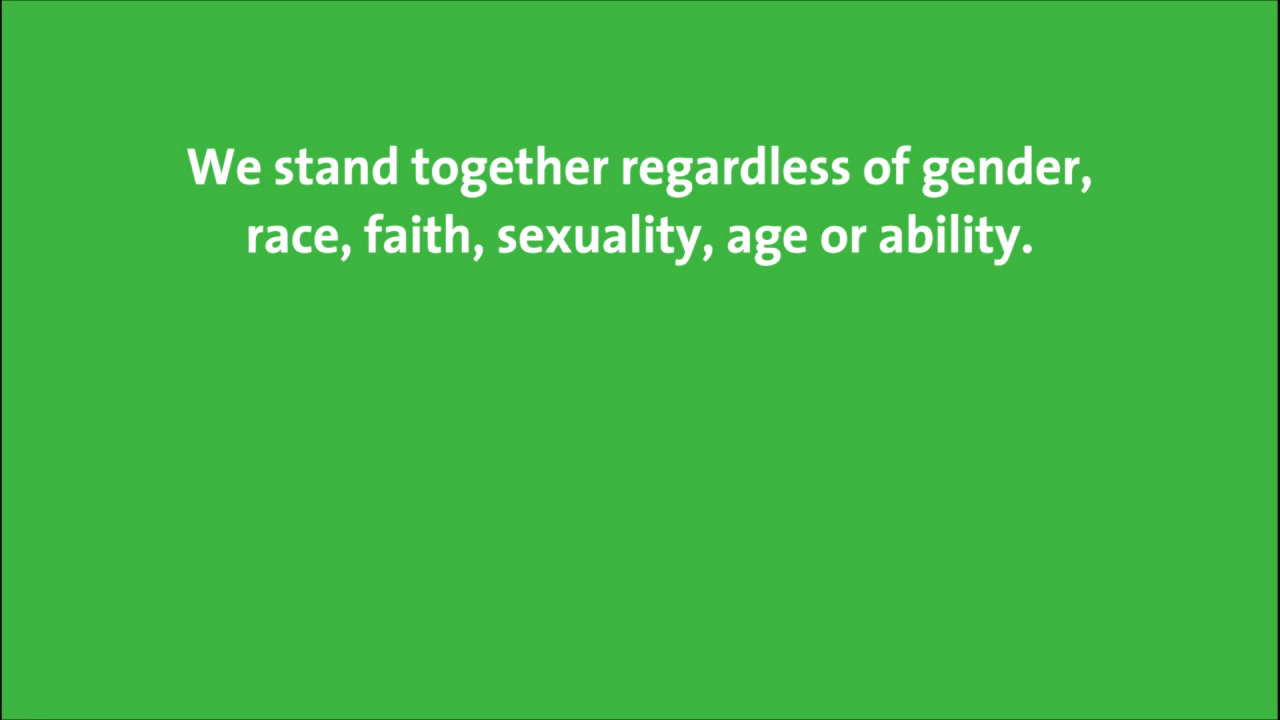 We stand together regardless of gender,
race, faith, sexuality, age or ability.